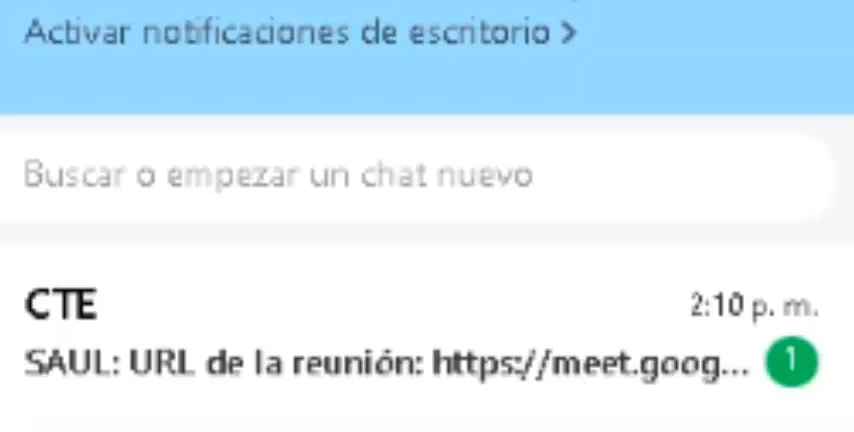 Activar notificaciones de escritorio >
Buscar o empezar un chat nuevo
CTE
2:10 p. m.
SAUL: URL de la reunión: https://meet.goog...
1